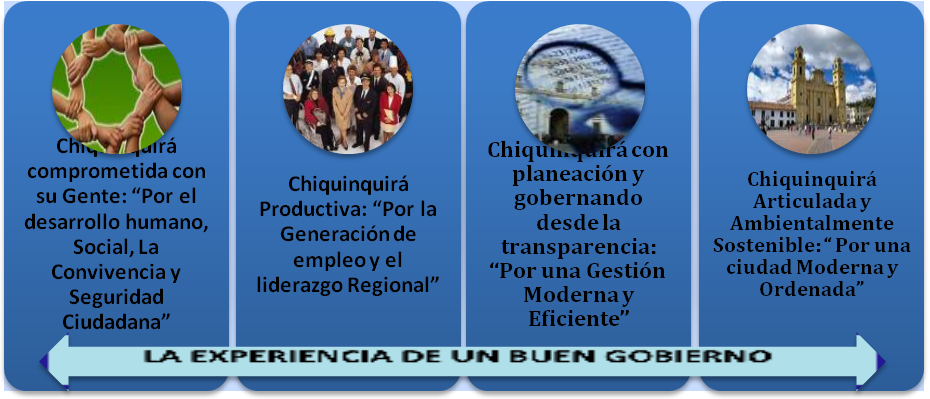 Chiquinquirá
comprometida con
su Gente: “Por el
desarrollo humano,
Social, La
Convivencia y
Seguridad
Ciudadana”
Chiquinquirá
Productiva: “Por la
Generación de
empleo y el
liderazgo Regional”
Chiquinquirá con
planeación y
gobernando
desde la
transparencia:
“Por una Gestión
Moderna y
Eficiente”
Chiquinquirá
Articulada y
Ambientalmente
Sostenible: “ Por una
ciudad Moderna y
Ordenada”
LA EXPERIENCIA DE UN BUEN GOBIERNO